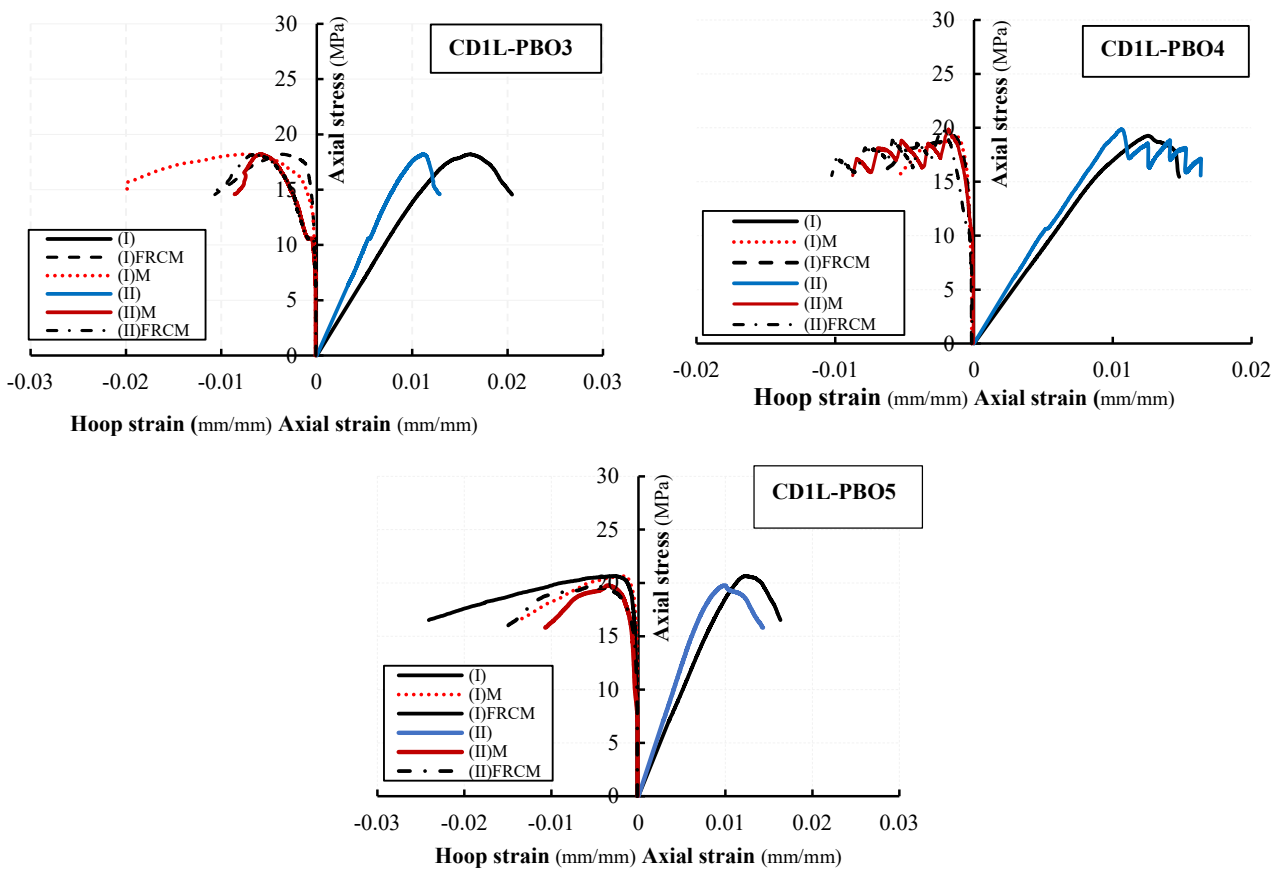 CD1L-PBO3
Axial stress (MPa)
30
25
20
15
10
5
0
(I)
(I)FRCM
(I)M
(II)
(II)M
(II)FRCM
-0.03 -0.02 -0.01 0 0.01 0.02 0.03
Hoop strain (mm/mm) Axial strain (mm/mm)
CD1L-PBO4
Axial stress (MPa)
30
25
20
15
10
5
0
(I)
(I)M
(I)FRCM
(II)
(II)M
(II)FRCM
-0.02 -0.01 0 0.01 0.02
Hoop strain (mm/mm) Axial strain (mm/mm)
CD1L-PBO5
Axial stress (MPa)
30
25
20
15
10
5
0
(I)
(I)M
(I)FRCM
(II)
(II)M
(II)FRCM
-0.03 -0.02 -0.01 0 0.01 0.02 0.03
Hoop strain (mm/mm) Axial strain (mm/mm)